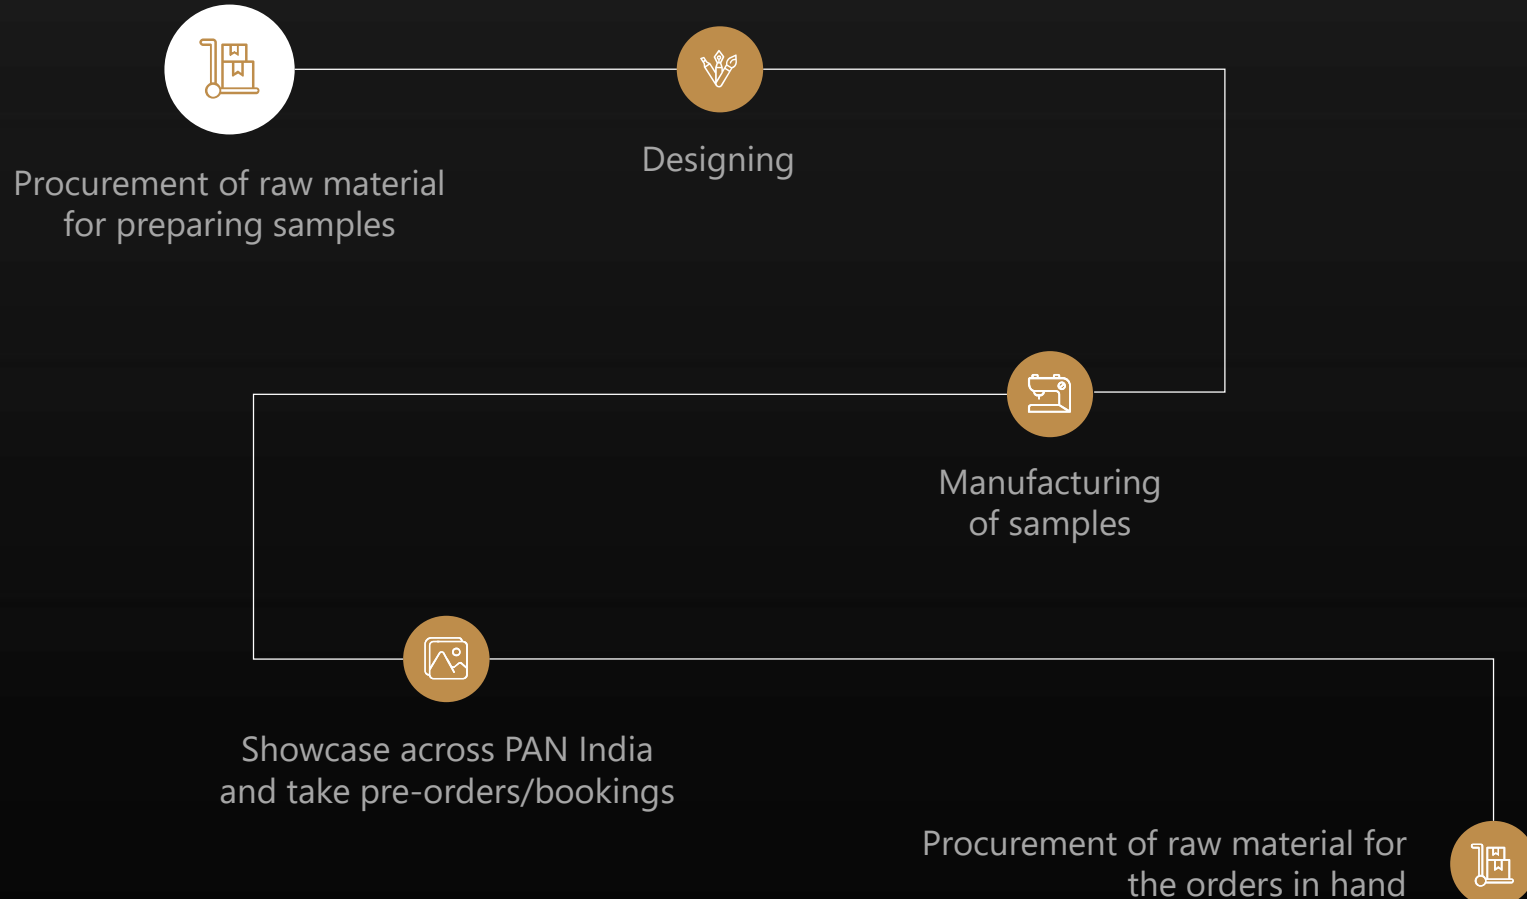 Procurement of raw material
for preparing samples
Designing
Manufacturing
of samples
Showcase across PAN India
and take pre-orders/bookings
Procurement of raw material for
the orders in hand